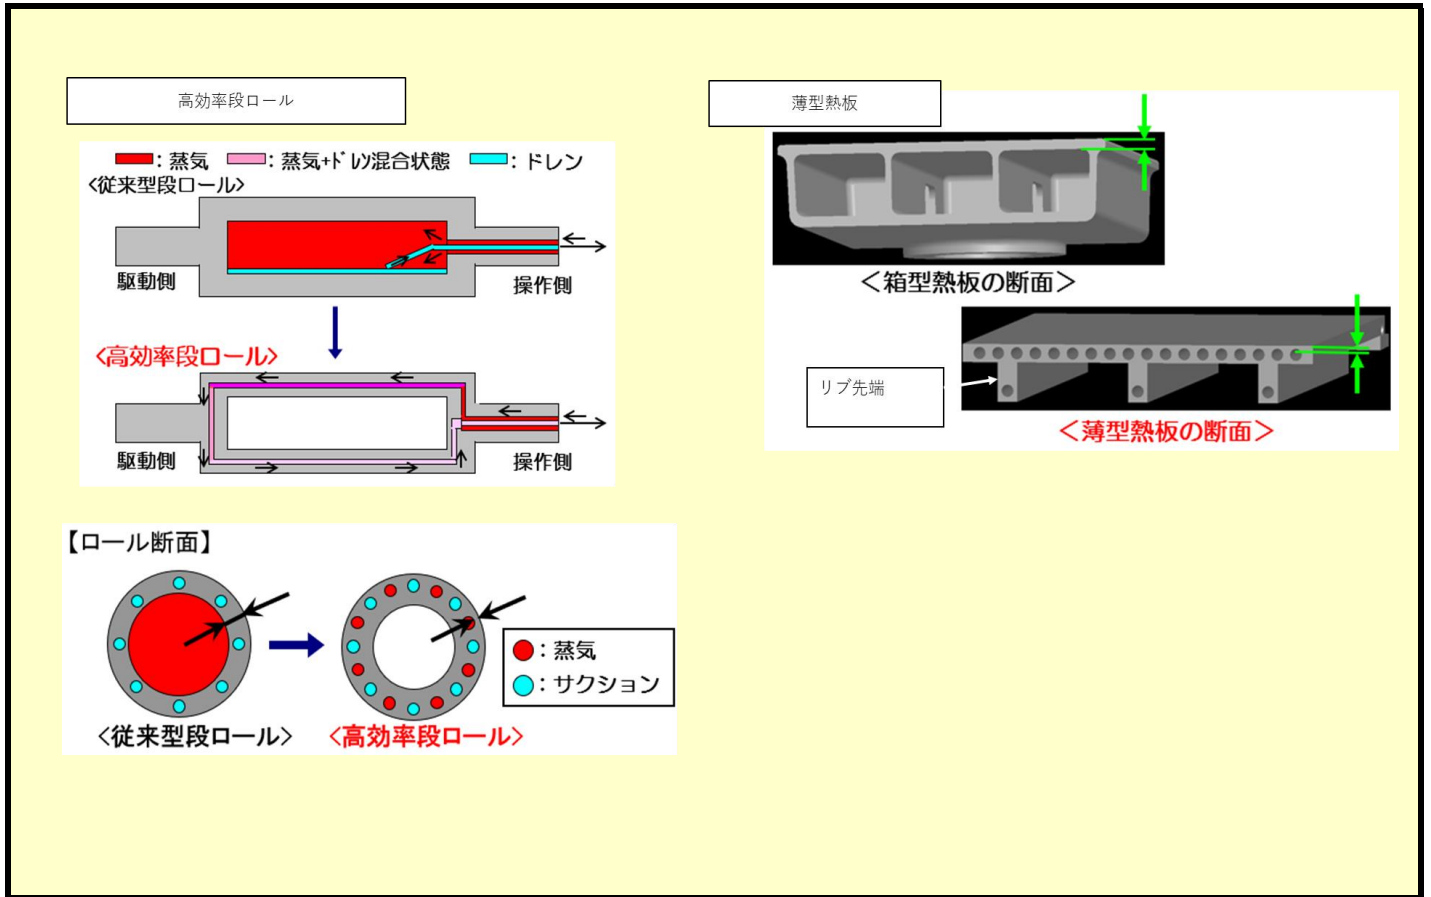 高効率段ロール
：蒸気 ：蒸気+ﾄﾞﾚﾝ混合状態 ：ドレン
<従来型段ロール>
駆動側
操作側
<高効率段ロール>
駆動側
操作側
【ロール断面】
：蒸気
：サクション
<従来型段ロール>
<高効率段ロール>
薄型熱板
＜箱型熱板の断面＞
リブ先端
＜薄型熱板の断面＞